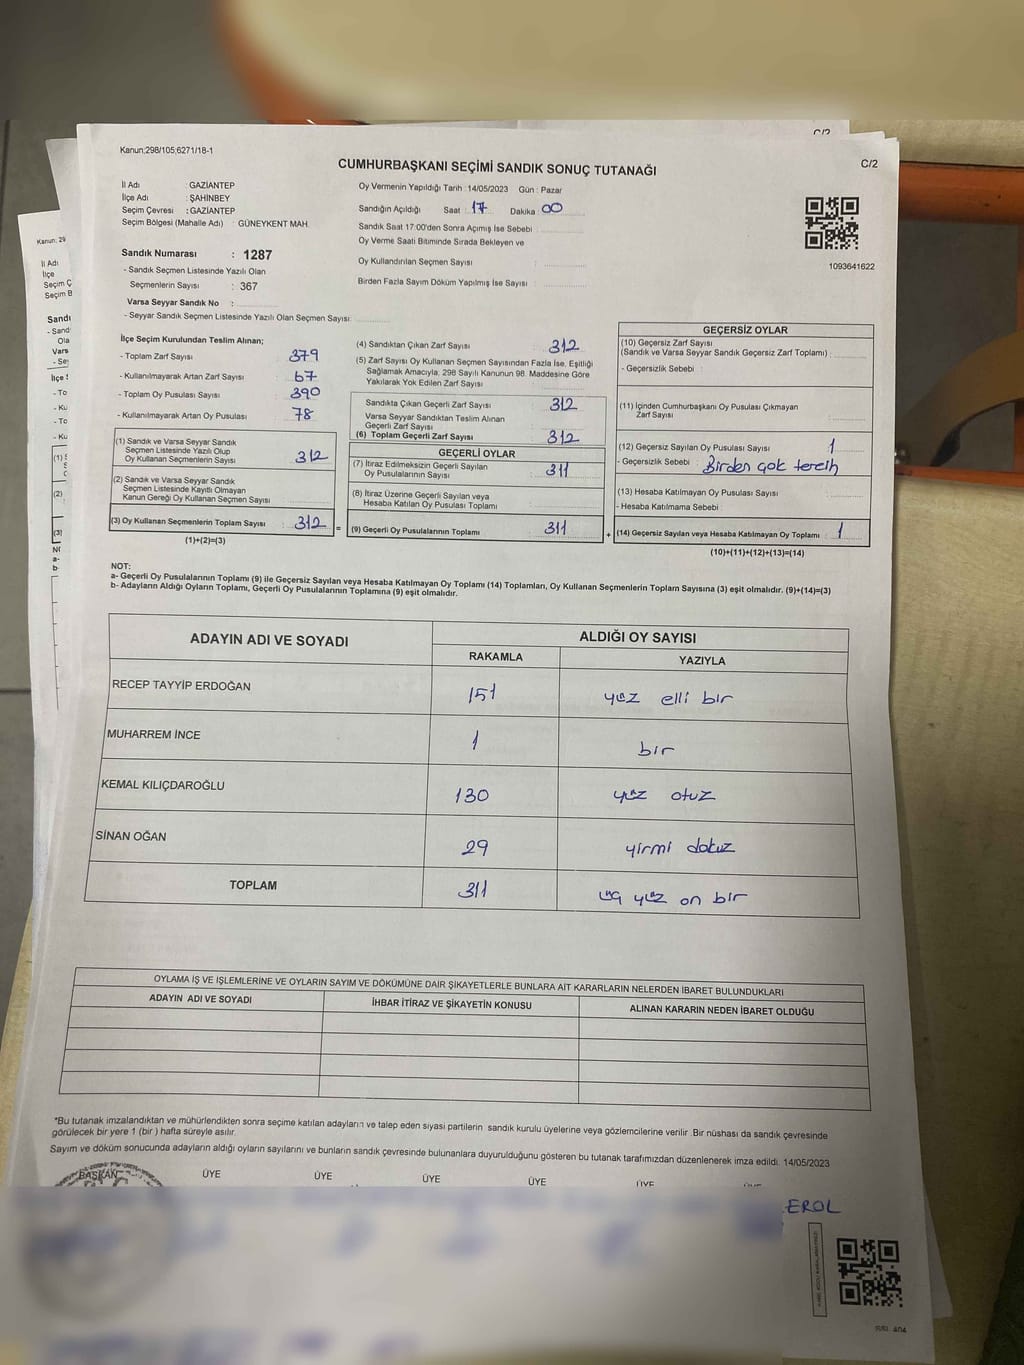 C/2
Kanun;298/105;6271/18-1
CUMHURBAŞKANI SEÇİMİ SANDIK SONUÇ TUTANAĞI
C/2
İl Adı : GAZİANTEP
İlçe Adı : ŞAHİNBEY
Seçim Çevresi : GAZİANTEP
Seçim Bölgesi (Mahalle Adı) : GÜNEYKENT MAH.
Oy Vermenin Yapıldığı Tarih :14/05/2023 Gün : Pazar
Sandığın Açıldığı Saat : 17 Dakika : 00
Sandık Saat 17:00'den Sonra Açımış İse Sebebi :
Oy Verme Saati Bitiminde Sırada Bekleyen ve
Oy Kullandırılan Seçmen Sayısı :
Birden Fazla Sayım Döküm Yapılmış İse Sayısı :
1093641622
Sandık Numarası : 1287
- Sandık Seçmen Listesinde Yazılı Olan
Seçmenlerin Sayısı : 367
Varsa Seyyar Sandık No :
- Seyyar Sandık Seçmen Listesinde Yazılı Olan Seçmen Sayısı:
İlçe Seçim Kurulundan Teslim Alınan;
- Toplam Zarf Sayısı : 379
- Kullanılmayarak Artan Zarf Sayısı : 67
- Toplam Oy Pusulası Sayısı : 390
- Kullanılmayarak Artan Oy Pusulası : 78
(1) Sandık ve Varsa Seyyar Sandık
Seçmen Listesinde Yazılı Olup
Oy Kullanan Seçmenlerin Sayısı : 312
(2) Sandık ve Varsa Seyyar Sandık
Seçmen Listesinde Kayıtlı Olmayan
Kanun Gereği Oy Kullanan Seçmen Sayısı :
(3) Oy Kullanan Seçmenlerin Toplam Sayısı : 312 =
(1)+(2)=(3)
(4) Sandıktan Çıkan Zarf Sayısı : 312
(5) Zarf Sayısı Oy Kullanan Seçmen Sayısından Fazla İse, Eşitliği
Sağlamak Amacıyla, 298 Sayılı Kanunun 98. Maddesine Göre
Yakılarak Yok Edilen Zarf Sayısı :
Sandıkta Çıkan Geçerli Zarf Sayısı : 312
Varsa Seyyar Sandıktan Teslim Alınan
Geçerli Zarf Sayısı :
(6) Toplam Geçerli Zarf Sayısı : 312
GEÇERLİ OYLAR
(7) İtiraz Edilmeksizin Geçerli Sayılan
Oy Pusulalarının Sayısı : 311
(8) İtiraz Üzerine Geçerli Sayılan veya
Hesaba Katılan Oy Pusulaları Toplamı :
(9) Geçerli Oy Pusulalarının Toplamı : 311 +
GEÇERSİZ OYLAR
(10) Geçersiz Zarf Sayısı
(Sandık ve Varsa Seyyar Sandık Geçersiz Zarf Toplamı) :
- Geçersizlik Sebebi :
(11) İçinden Cumhurbaşkanı Oy Pusulası Çıkmayan
Zarf Sayısı :
(12) Geçersiz Sayılan Oy Pusulası Sayısı : 1
- Geçersizlik Sebebi : Birden çok tercih
(13) Hesaba Katılmayan Oy Pusulası Sayısı :
- Hesaba Katılmama Sebebi :
(14) Geçersiz Sayılan veya Hesaba Katılmayan Oy Toplamı : 1
(10)+(11)+(12)+(13)=(14)
NOT:
a- Geçerli Oy Pusulalarının Toplamı (9) ile Geçersiz Sayılan veya Hesaba Katılmayan Oy Toplamı (14) Toplamları, Oy Kullanan Seçmenlerin Toplam Sayısına (3) eşit olmalıdır. (9)+(14)=(3)
b- Adayların Aldığı Oyların Toplamı, Geçerli Oy Pusulalarının Toplamına (9) eşit olmalıdır.
ADAYIN ADI VE SOYADI ALDIĞI OY SAYISI
RAKAMLA YAZIYLA
RECEP TAYYİP ERDOĞAN 151 yüz elli bir
MUHARREM İNCE 1 bir
KEMAL KILIÇDAROĞLU 130 yüz otuz
SİNAN OĞAN 29 yirmi dokuz
TOPLAM 311 üç yüz on bir
OYLAMA İŞ VE İŞLEMLERİNE VE OYLARIN SAYIM VE DÖKÜMÜNE DAİR ŞİKAYETLERLE BUNLARA AİT KARARLARIN NELERDEN İBARET BULUNDUKLARI
ADAYIN ADI VE SOYADI İHBAR İTİRAZ VE ŞİKAYETİN KONUSU ALINAN KARARIN NEDEN İBARET OLDUĞU
*Bu tutanak imzalandıktan ve mühürlendikten sonra seçime katılan adayların ve talep eden siyasi partilerin sandık kurulu üyelerine veya gözlemcilerine verilir .Bir nüshası da sandık çevresinde
görülecek bir yere 1 (bir ) hafta süreyle asılır.
Sayım ve döküm sonucunda adayların aldığı oyların sayılarını ve bunların sandık çevresinde bulunanlara duyurulduğunu gösteren bu tutanak tarafımızdan düzenlenerek imza edildi. 14/05/2023
BAŞKAN ÜYE ÜYE ÜYE ÜYE ÜYE ÜYE
EROL